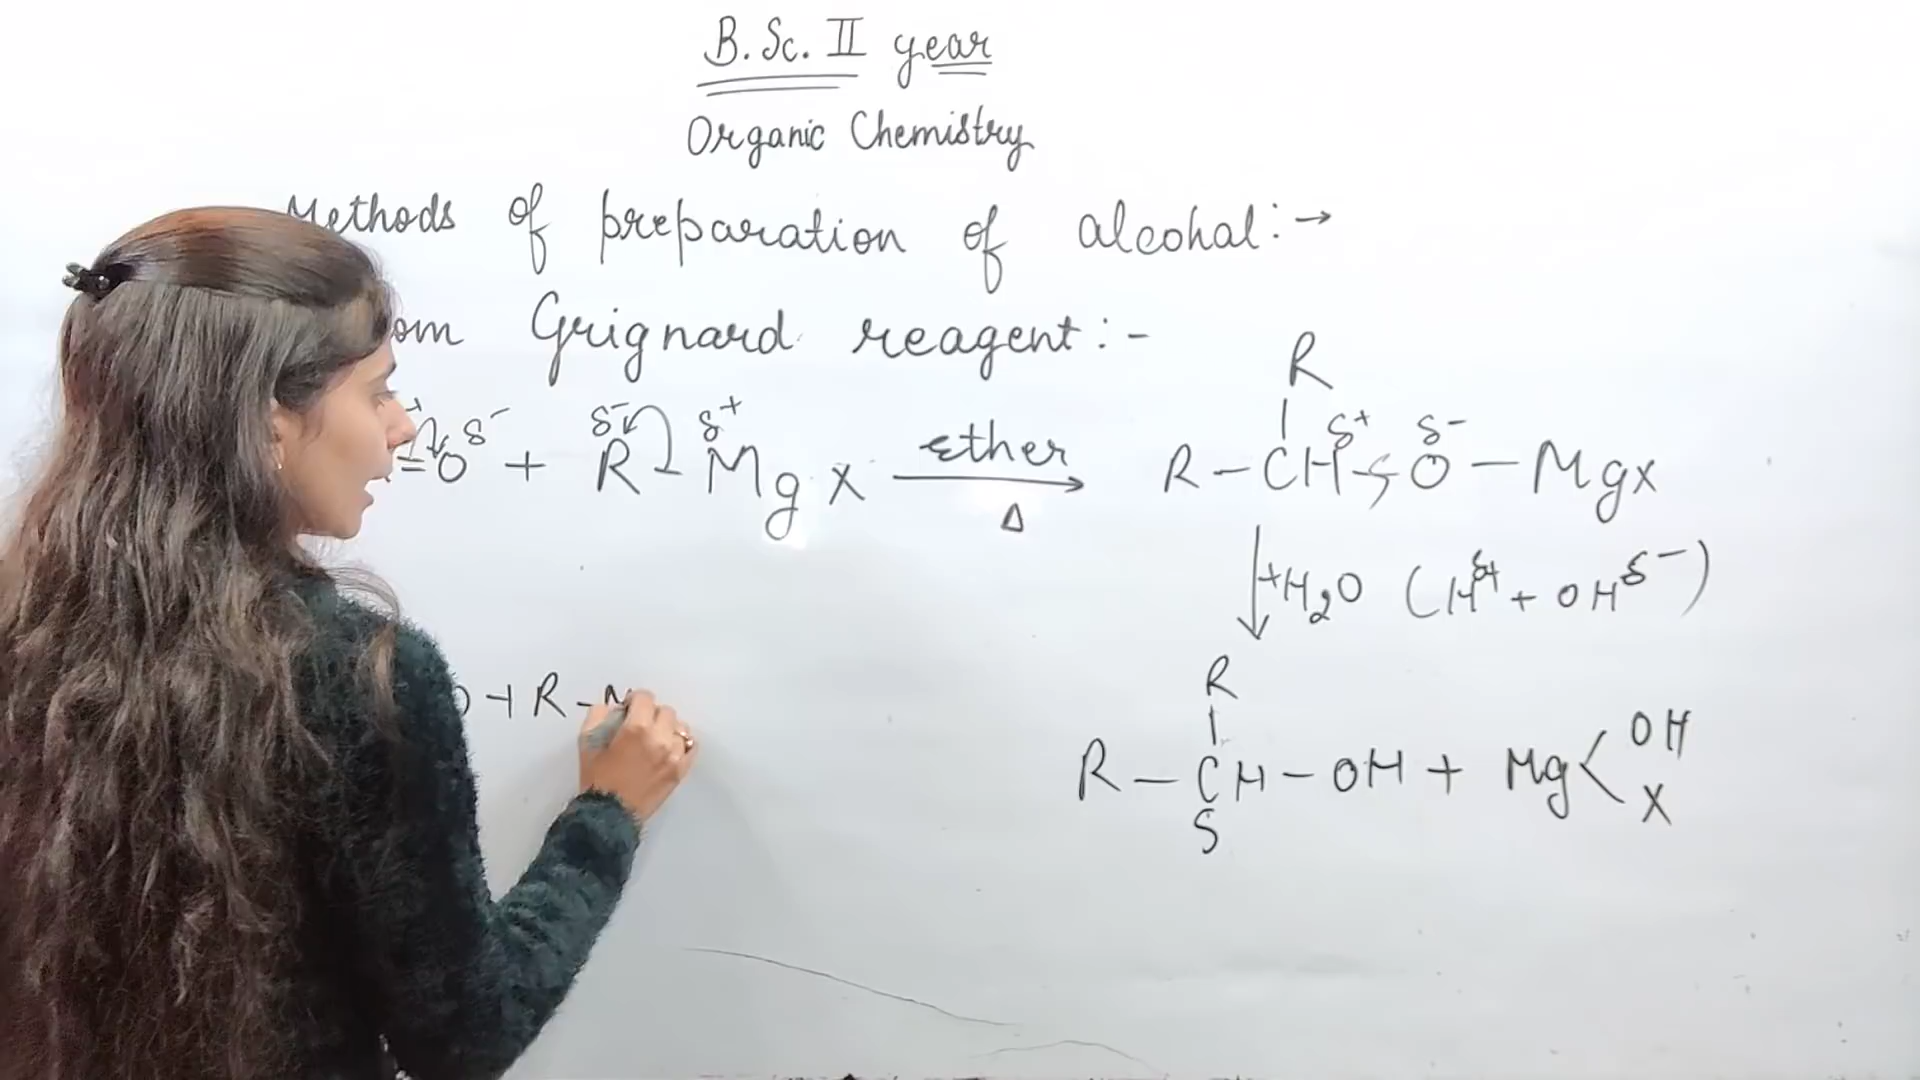 B.Sc. II year
Organic Chemistry
Methods of preparation of alcohal:→
Grignard reagent:-
R
=O δ- + δ- R - δ+ Mg x ether Δ R - CH δ+ - O δ- - Mgx
+H2O (H δ+ + OH δ-)
R
+ R -
R - CH - OH + Mg < OH
X
S